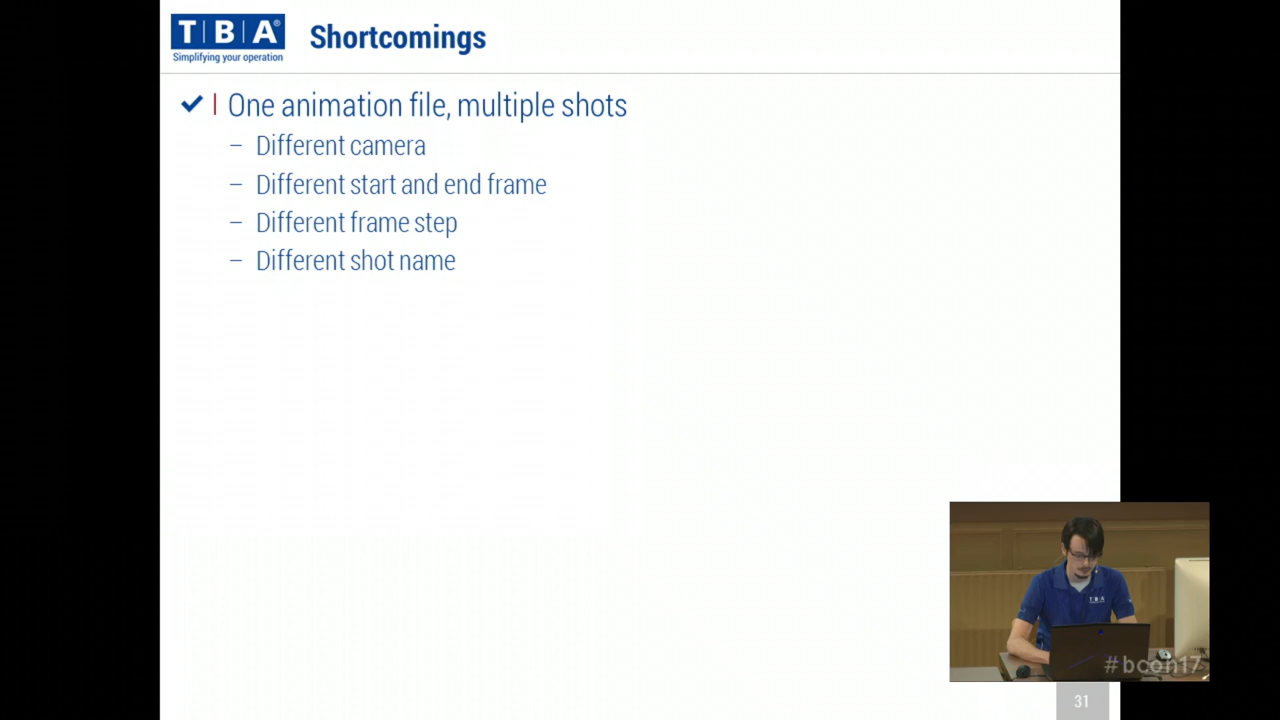 TBA®
Simplifying your operation
Shortcomings
One animation file, multiple shots
– Different camera
– Different start and end frame
– Different frame step
– Different shot name
TBA
#bcon17
31